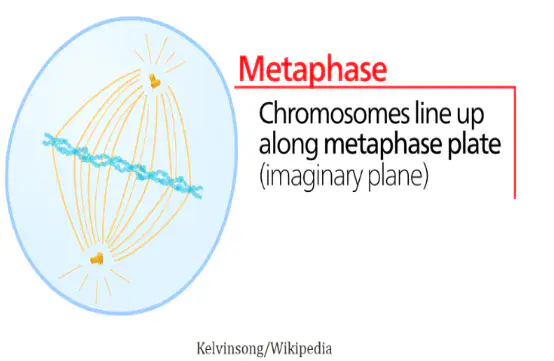 Metaphase
Chromosomes line up
along metaphase plate
(imaginary plane)
Kelvinsong/Wikipedia